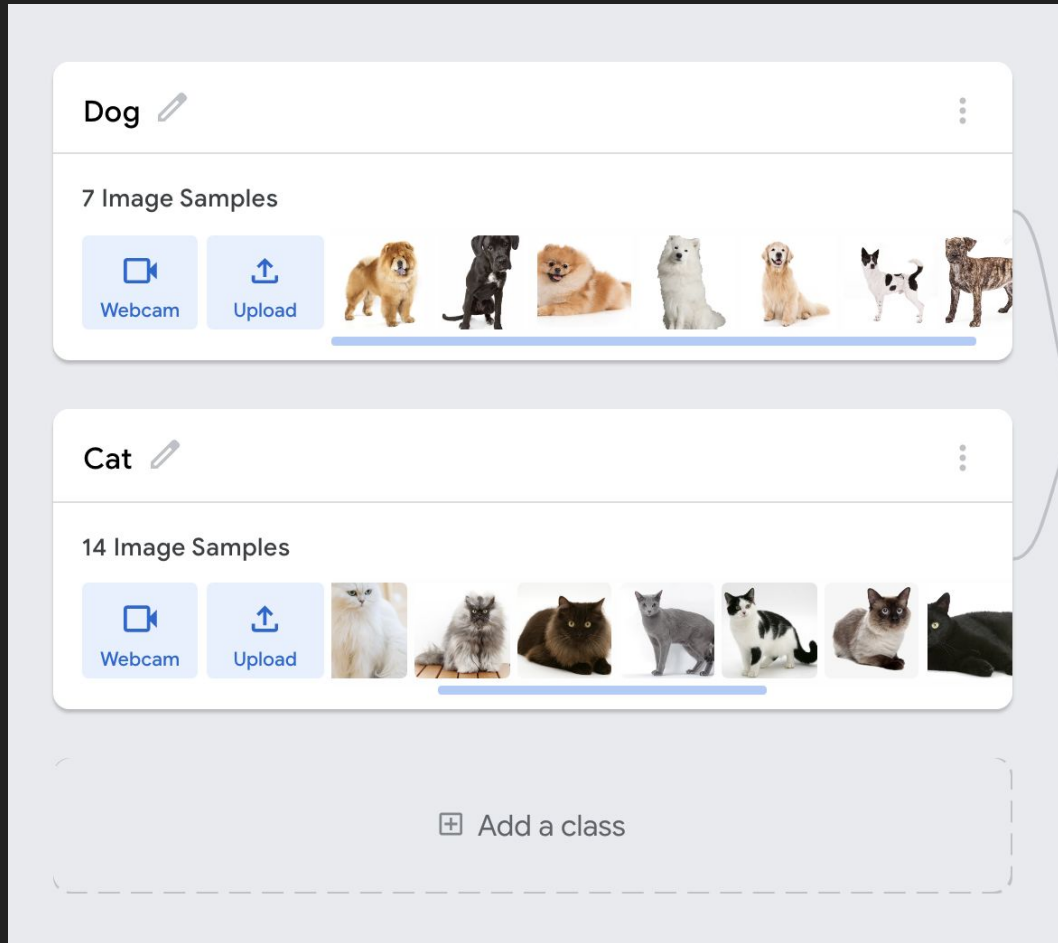 Dog
7 Image Samples
Webcam
Upload
Cat
14 Image Samples
Webcam
Upload
Add a class